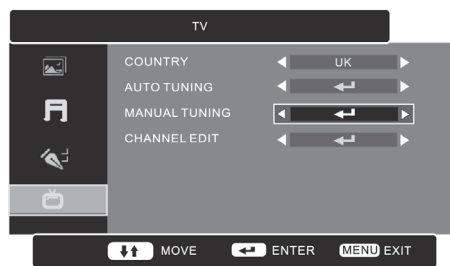 TV
COUNTRY UK
AUTO TUNING
MANUAL TUNING
CHANNEL EDIT
MOVE ENTER MENU EXIT